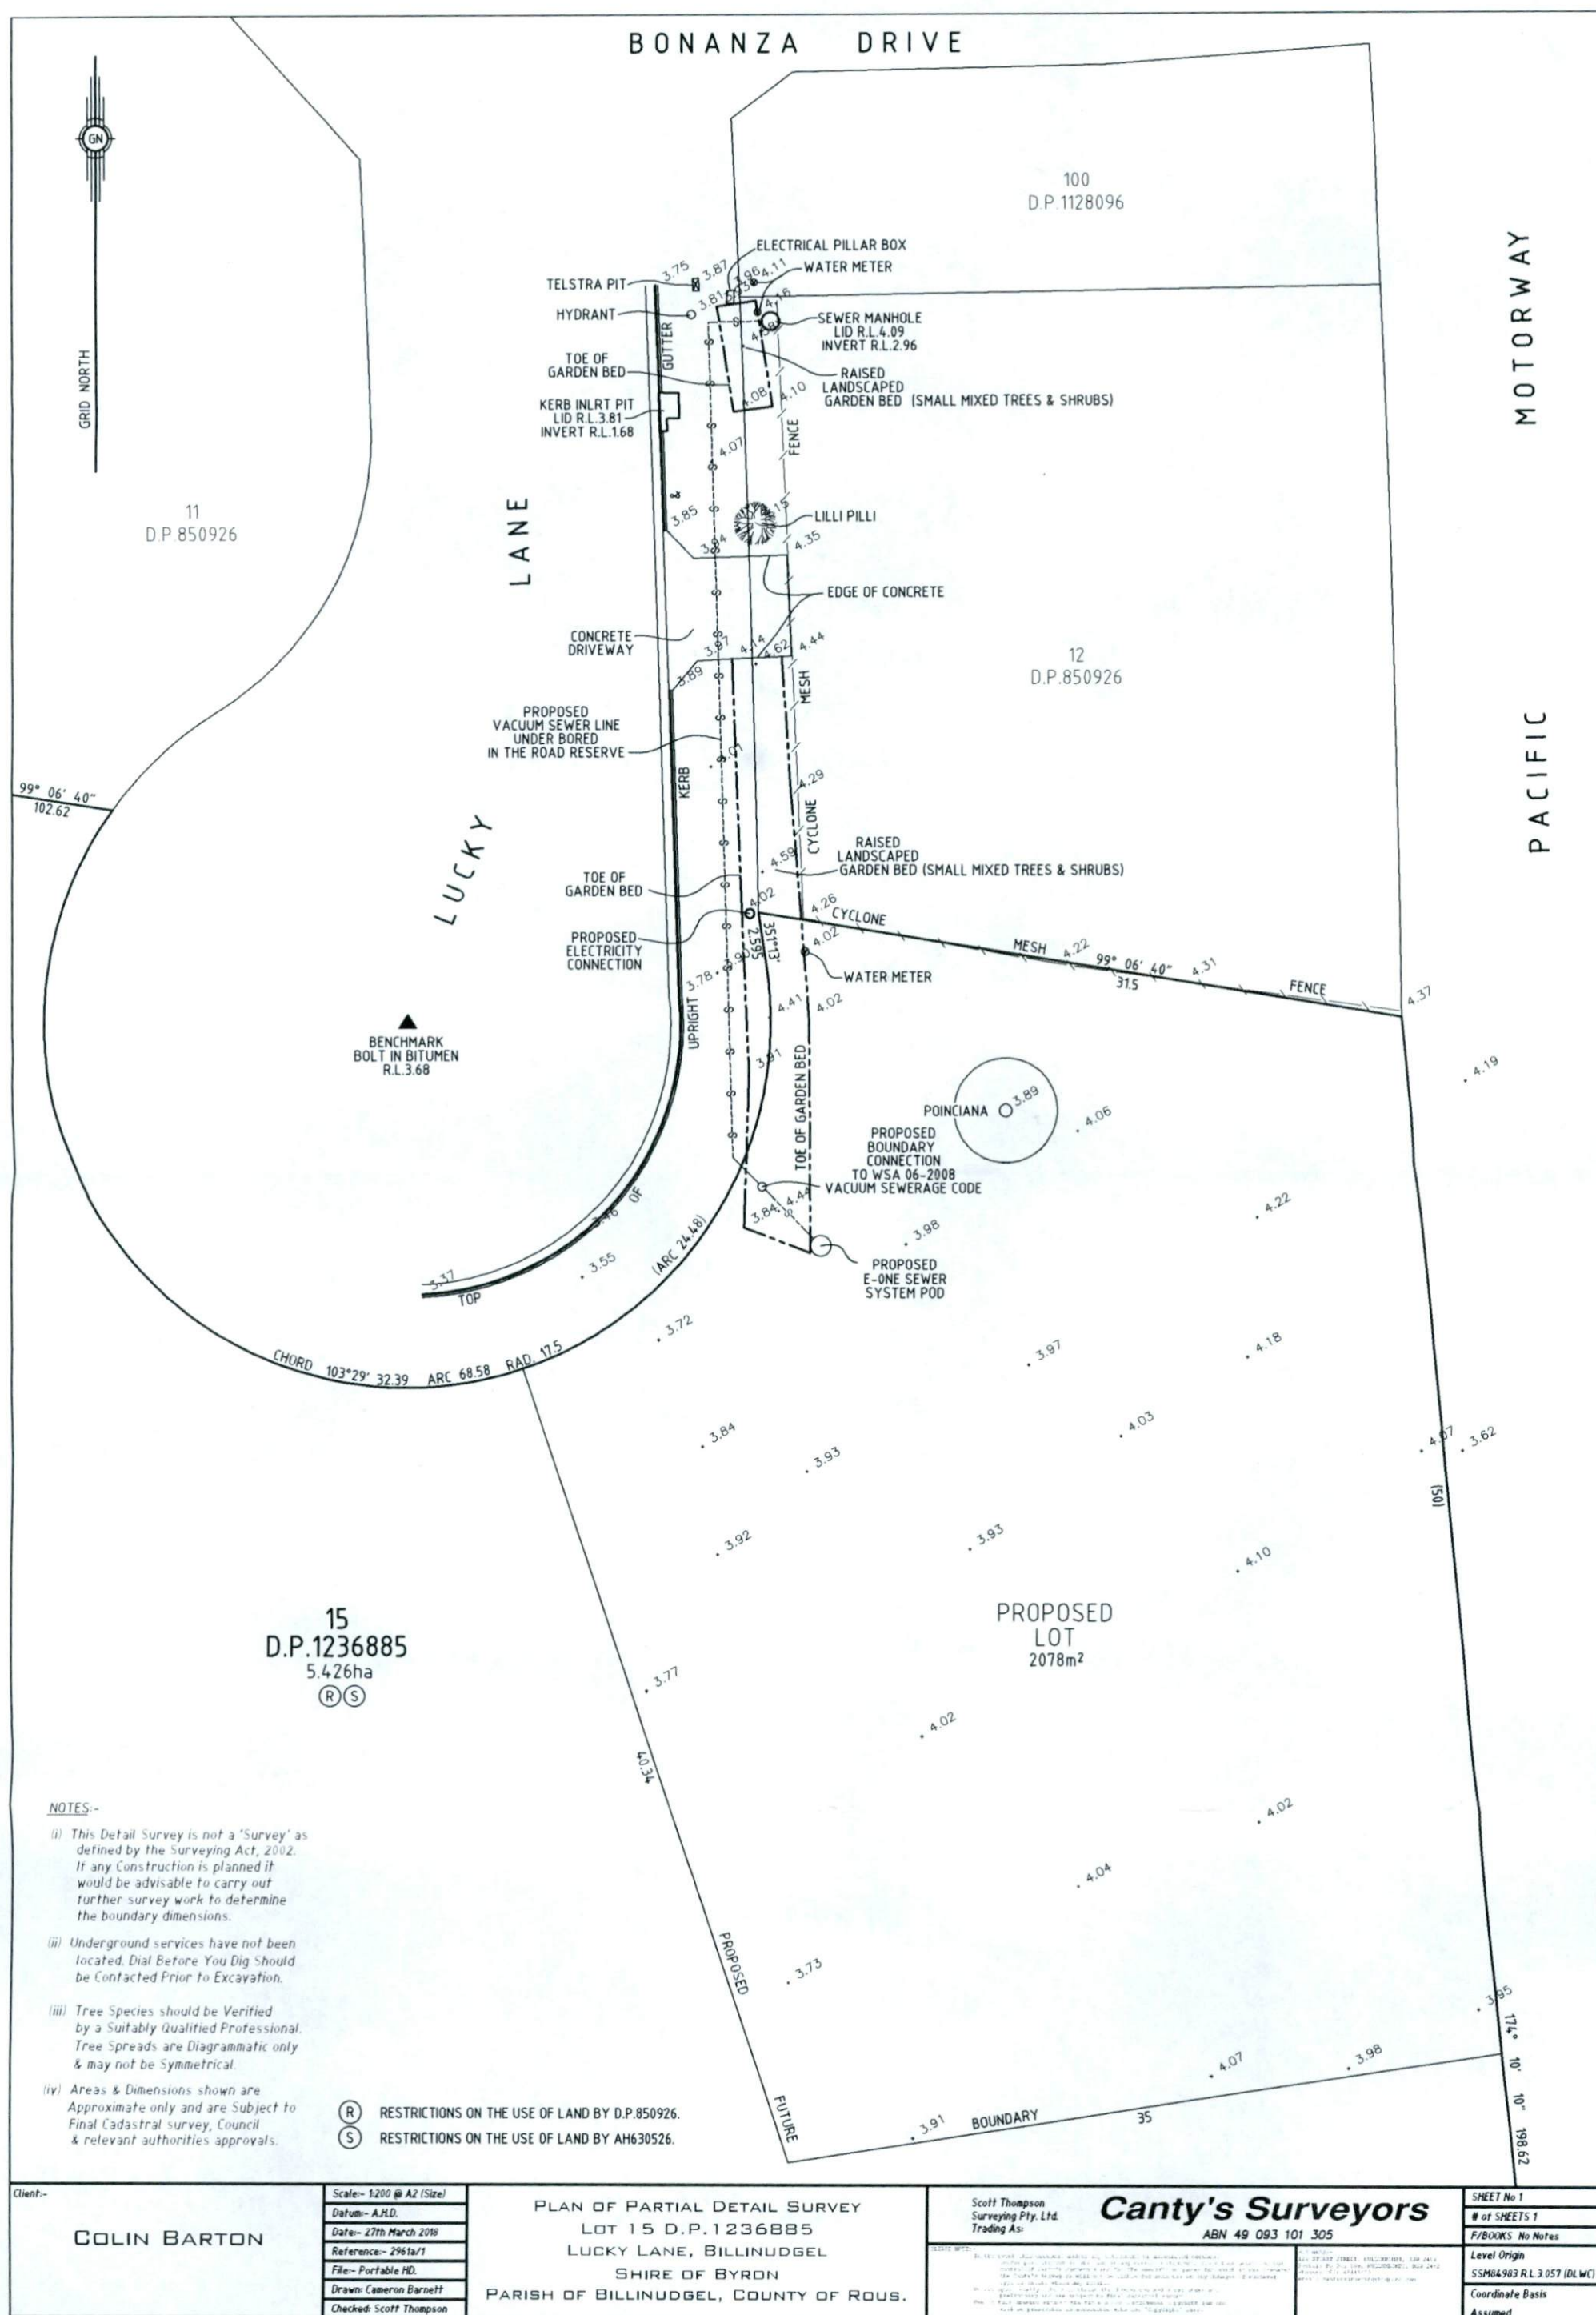 BONANZA DRIVE
GN
GRID NORTH
100
D.P.1128096
MOTORWAY
PACIFIC
ELECTRICAL PILLAR BOX
WATER METER
TELSTRA PIT
3.75
3.87
3.96
4.11
HYDRANT
3.81
4.16
GUTTER
SEWER MANHOLE
LID R.L.4.09
INVERT R.L.2.96
TOE OF
GARDEN BED
RAISED
LANDSCAPED
GARDEN BED (SMALL MIXED TREES & SHRUBS)
4.08
4.10
KERB INLRT PIT
LID R.L.3.81
INVERT R.L.1.68
FENCE
4.07
11
D.P.850926
LANE
&
3.85
LILLI PILLI
4.35
EDGE OF CONCRETE
CONCRETE
DRIVEWAY
3.97
4.14
4.62
4.44
12
D.P.850926
3.89
MESH
PROPOSED
VACUUM SEWER LINE
UNDER BORED
IN THE ROAD RESERVE
KERB
4.29
99° 06' 40"
102.62
CYCLONE
LUCKY
4.59
RAISED
LANDSCAPED
GARDEN BED (SMALL MIXED TREES & SHRUBS)
TOE OF
GARDEN BED
4.02
4.26
CYCLONE
MESH
4.22
99° 06' 40"
31.5
4.31
FENCE
4.37
PROPOSED
ELECTRICITY
CONNECTION
351°13'
2.595
4.02
WATER METER
3.78
UPRIGHT
4.41
4.02
BENCHMARK
BOLT IN BITUMEN
R.L.3.68
3.91
TOE OF GARDEN BED
4.19
POINCIANA
3.89
4.06
PROPOSED
BOUNDARY
CONNECTION
TO WSA 06-2008
VACUUM SEWERAGE CODE
3.84
4.44
4.22
3.98
OF
3.46
3.55
(ARC 24.48)
PROPOSED
E-ONE SEWER
SYSTEM POD
3.37
TOP
3.72
CHORD 103°29' 32.39 ARC 68.58 RAD. 17.5
3.97
4.18
3.84
3.93
4.03
4.07
3.62
(50)
3.92
3.93
4.10
15
D.P.1236885
5.426ha
R S
PROPOSED
LOT
2078m²
3.77
4.02
40.34
4.02
4.04
PROPOSED
3.73
3.95
174° 10' 10" 198.62
4.07
3.98
FUTURE
3.91
BOUNDARY
35
NOTES:-
(i) This Detail Survey is not a 'Survey' as
defined by the Surveying Act, 2002.
If any Construction is planned it
would be advisable to carry out
further survey work to determine
the boundary dimensions.
(ii) Underground services have not been
located. Dial Before You Dig Should
be Contacted Prior to Excavation.
(iii) Tree Species should be Verified
by a Suitably Qualified Professional.
Tree Spreads are Diagrammatic only
& may not be Symmetrical.
(iv) Areas & Dimensions shown are
Approximate only and are Subject to
Final Cadastral survey, Council
& relevant authorities approvals.
R RESTRICTIONS ON THE USE OF LAND BY D.P.850926.
S RESTRICTIONS ON THE USE OF LAND BY AH630526.
Client:-
COLIN BARTON
Scale:- 1:200 @ A2 (Size)
Datum:- A.H.D.
Date:- 27th March 2018
Reference:- 2961a/1
File:- Portable HD.
Drawn: Cameron Barnett
Checked: Scott Thompson
PLAN OF PARTIAL DETAIL SURVEY
LOT 15 D.P.1236885
LUCKY LANE, BILLINUDGEL
SHIRE OF BYRON
PARISH OF BILLINUDGEL, COUNTY OF ROUS.
Scott Thompson
Surveying Pty. Ltd.
Trading As:
Canty's Surveyors
ABN 49 093 101 305
SHEET No 1
# of SHEETS 1
F/BOOKS No Notes
Level Origin
SSM84983 R.L 3.057 (DLWC)
Coordinate Basis
Assumed